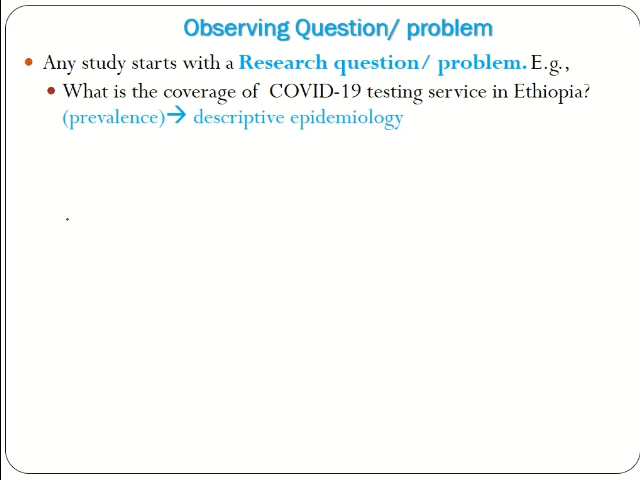 Observing Question/ problem
• Any study starts with a Research question/ problem. E.g.,
• What is the coverage of COVID-19 testing service in Ethiopia?
(prevalence)→ descriptive epidemiology